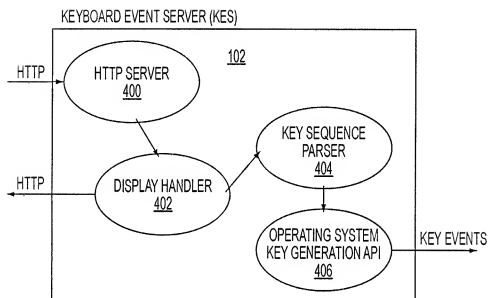 KEYBOARD EVENT SERVER (KES)
102
HTTP
HTTP SERVER
400
KEY SEQUENCE
PARSER
404
HTTP
DISPLAY HANDLER
402
OPERATING SYSTEM
KEY GENERATION API
406
KEY EVENTS